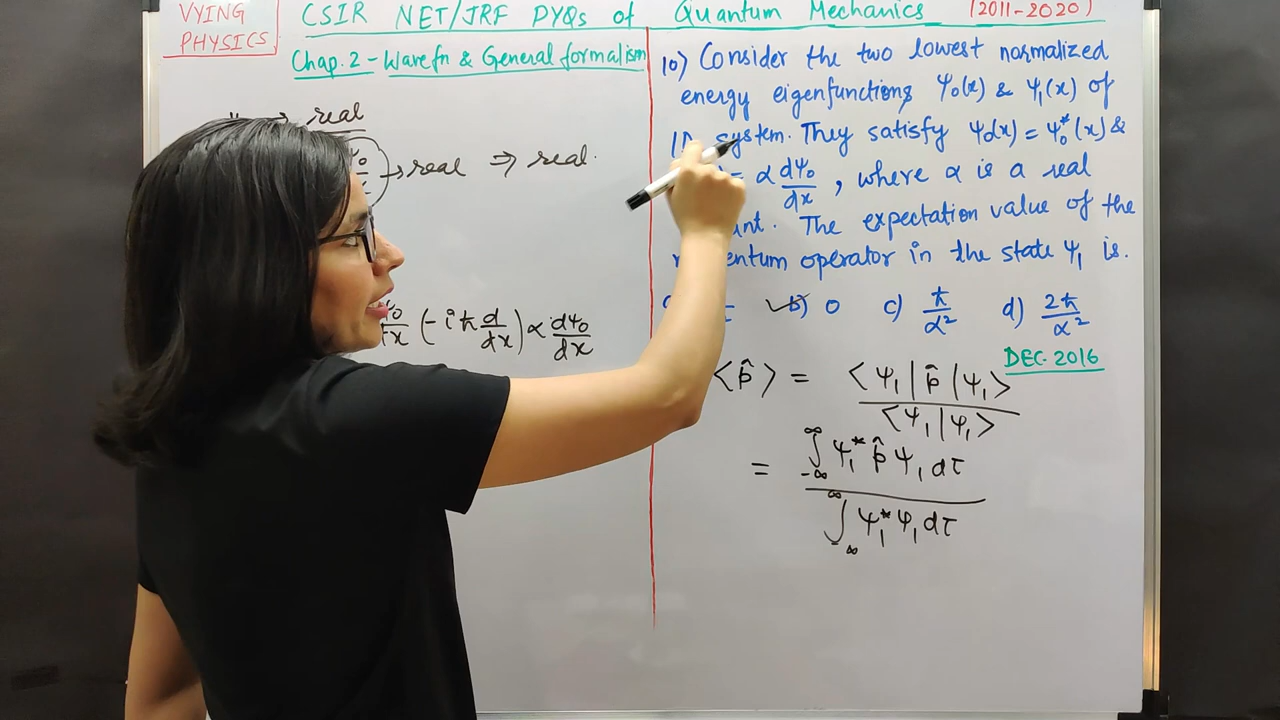 VYING
PHYSICS
CSIR NET/JRF PYQs of Quantum Mechanics (2011-2020)
Chap. 2 - Wavefn & General formalism
→ real
→ real ⇒ real.
(-iħ d/dx) α dψ₀/dx
10) Consider the two lowest normalized
energy eigenfunctions ψ₀(x) & ψ₁(x) of
system. They satisfy ψ₀(x) = ψ₀*(x) &
= α dψ₀/dx , where α is a real
The expectation value of the
operator in the state ψ₁ is.
b) 0 c) ħ/α² d) 2ħ/α²
DEC. 2016
⟨p̂⟩ = ⟨ψ₁|p̂|ψ₁⟩ / ⟨ψ₁|ψ₁⟩
= ∫_{-∞}^{∞} ψ₁* p̂ ψ₁ dτ / ∫_{-∞}^{∞} ψ₁* ψ₁ dτ